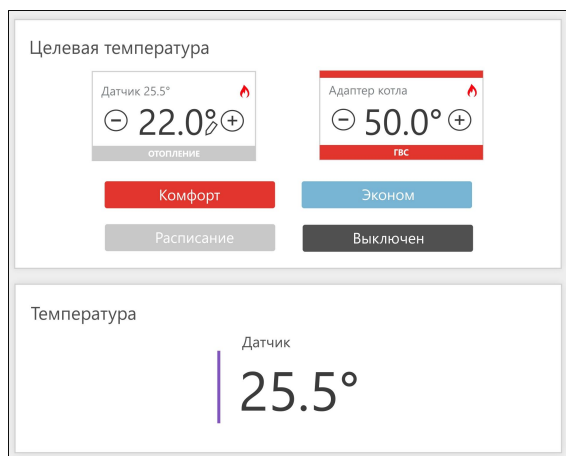 Целевая температура
Датчик 25.5°
22.0°
ОТОПЛЕНИЕ
Адаптер котла
50.0°
ГВС
Комфорт
Эконом
Расписание
Выключен
Температура
Датчик
25.5°